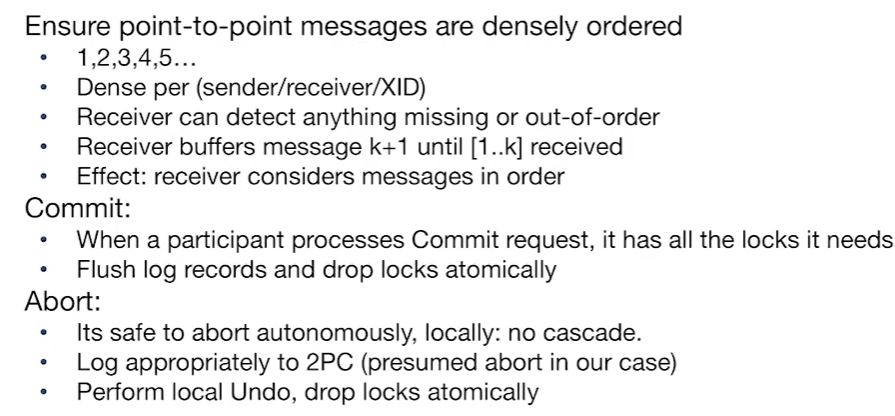 Ensure point-to-point messages are densely ordered
• 1,2,3,4,5...
• Dense per (sender/receiver/XID)
• Receiver can detect anything missing or out-of-order
• Receiver buffers message k+1 until [1..k] received
• Effect: receiver considers messages in order
Commit:
• When a participant processes Commit request, it has all the locks it needs
• Flush log records and drop locks atomically
Abort:
• Its safe to abort autonomously, locally: no cascade.
• Log appropriately to 2PC (presumed abort in our case)
• Perform local Undo, drop locks atomically